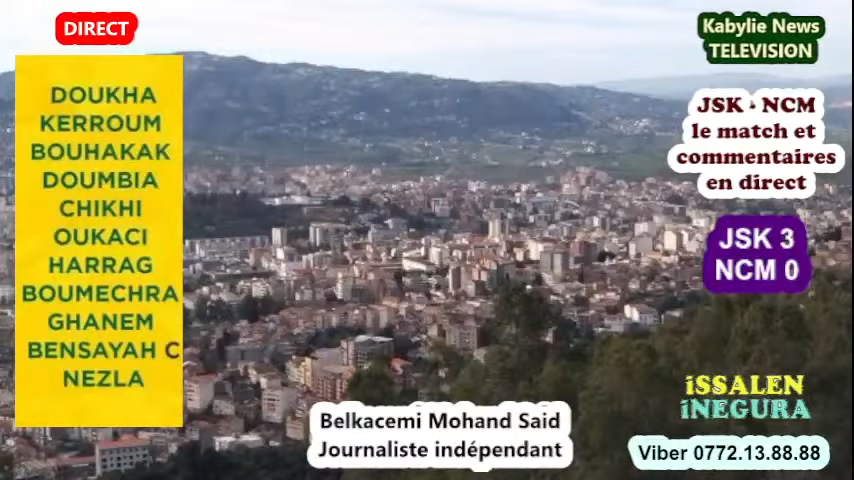 DIRECT
DOUKHA
KERROUM
BOUHAKAK
DOUMBIA
CHIKHI
OUKACI
HARRAG
BOUMECHRA
GHANEM
BENSAYAH C
NEZLA
Kabylie News
TELEVISION
JSK - NCM
le match et
commentaires
en direct
JSK 3
NCM 0
iSSALEN
iNEGURA
Belkacemi Mohand Said
Journaliste indépendant
Viber 0772.13.88.88